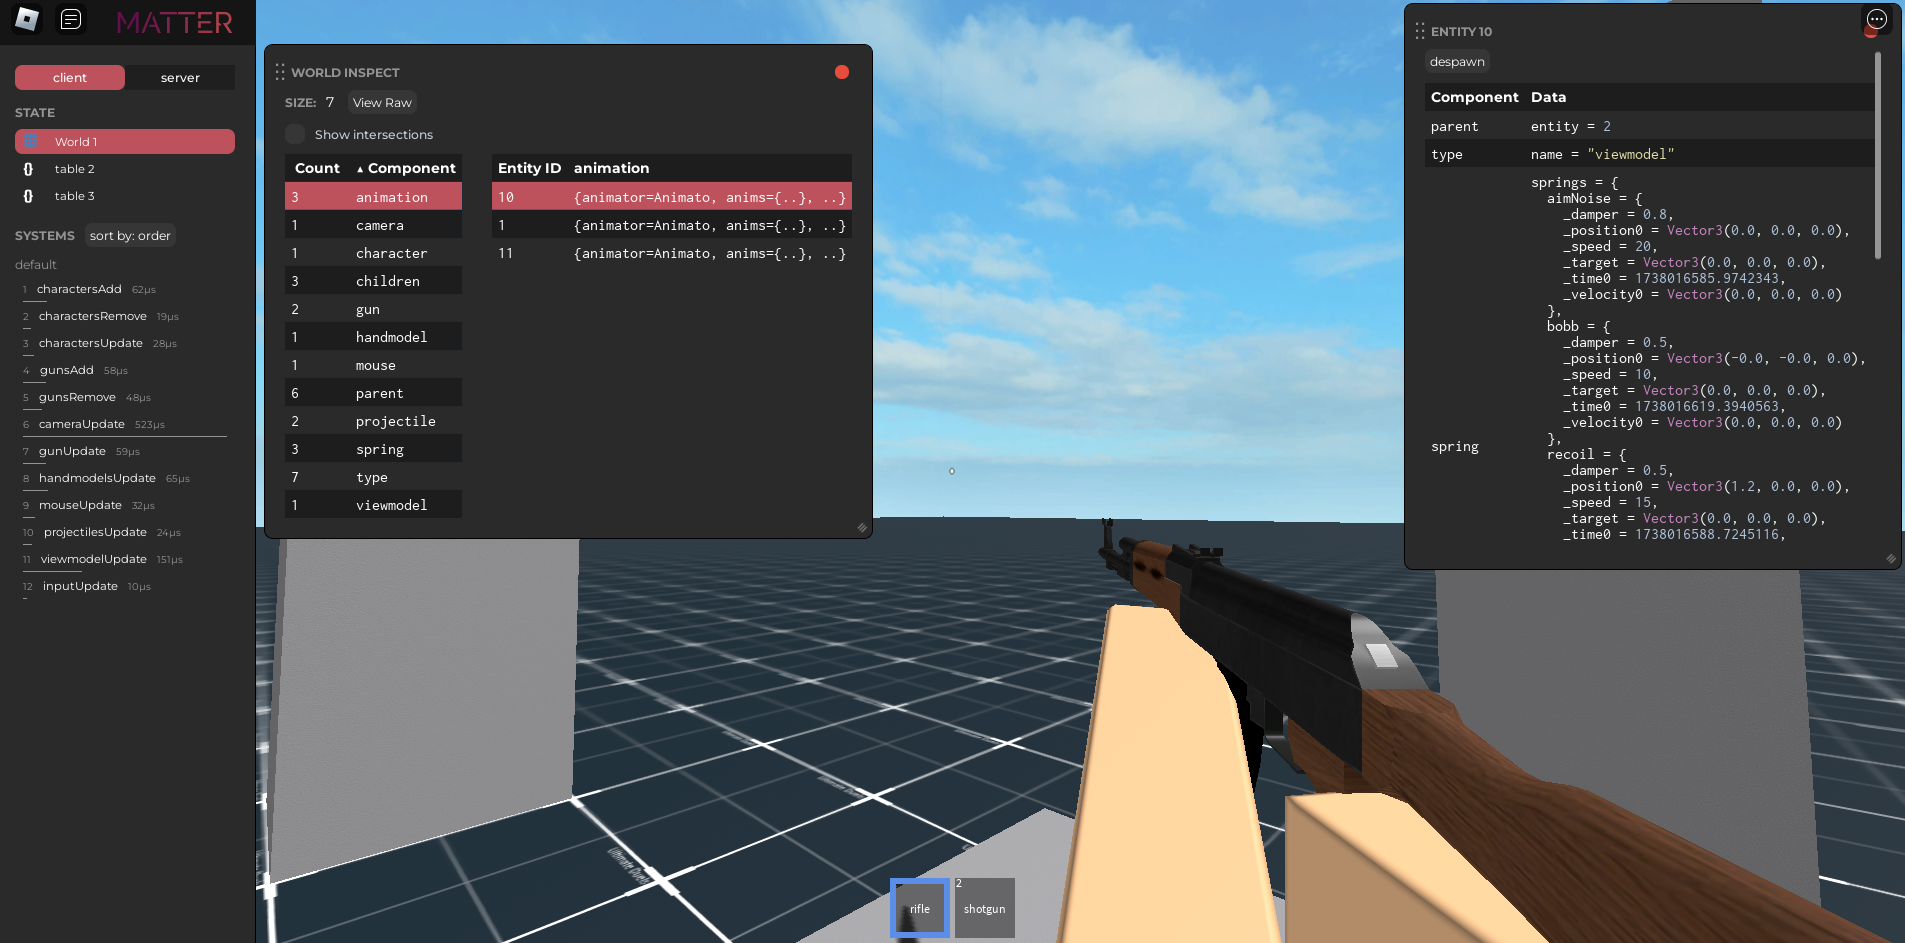 MATTER
client server
STATE
World 1
{} table 2
{} table 3
SYSTEMS sort by: order
default
1 charactersAdd 62μs
2 charactersRemove 19μs
3 charactersUpdate 28μs
4 gunsAdd 58μs
5 gunsRemove 48μs
6 cameraUpdate 523μs
7 gunUpdate 59μs
8 handmodelsUpdate 65μs
9 mouseUpdate 32μs
10 projectilesUpdate 24μs
11 viewmodelUpdate 151μs
12 inputUpdate 10μs
WORLD INSPECT
SIZE: 7 View Raw
Show intersections
Count ▲ Component
3 animation
1 camera
1 character
3 children
2 gun
1 handmodel
1 mouse
6 parent
2 projectile
3 spring
7 type
1 viewmodel
Entity ID animation
10 {animator=Animato, anims={..}, ..}
1 {animator=Animato, anims={..}, ..}
11 {animator=Animato, anims={..}, ..}
ENTITY 10
despawn
Component Data
parent entity = 2
type name = "viewmodel"
springs = {
aimNoise = {
_damper = 0.8,
_position0 = Vector3(0.0, 0.0, 0.0),
_speed = 20,
_target = Vector3(0.0, 0.0, 0.0),
_time0 = 1738016585.9742343,
_velocity0 = Vector3(0.0, 0.0, 0.0)
},
bobb = {
_damper = 0.5,
_position0 = Vector3(-0.0, -0.0, 0.0),
_speed = 10,
_target = Vector3(0.0, 0.0, 0.0),
_time0 = 1738016619.3940563,
_velocity0 = Vector3(0.0, 0.0, 0.0)
},
spring
recoil = {
_damper = 0.5,
_position0 = Vector3(1.2, 0.0, 0.0),
_speed = 15,
_target = Vector3(0.0, 0.0, 0.0),
_time0 = 1738016588.7245116,
rifle
2
shotgun